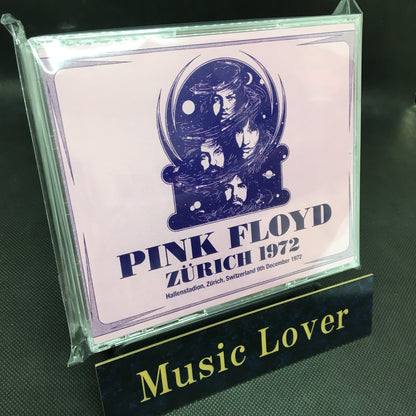 PINK FLOYD
ZÜRICH 1972
Hallenstadion, Zürich, Switzerland 9th December 1972
Music Lover